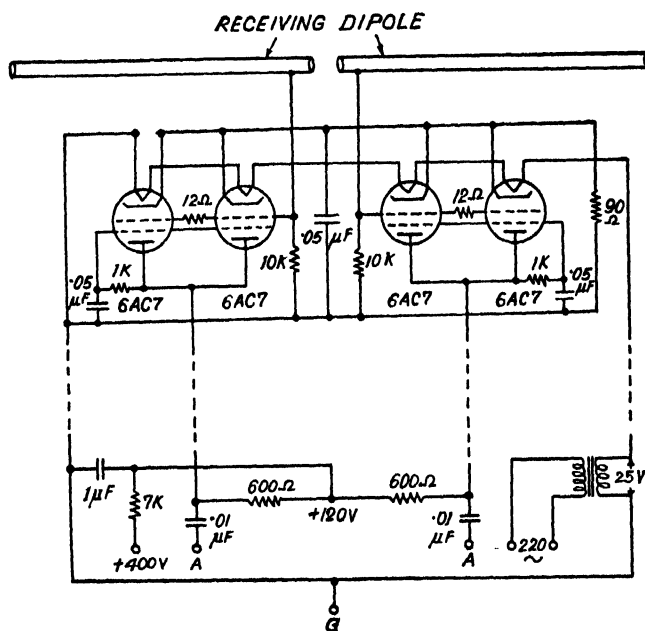 RECEIVING DIPOLE
12Ω
12Ω
90
Ω
.05
μF
10K
10K
1K
1K
.05
μF
.05
μF
6AC7
6AC7
6AC7
6AC7
1μF
7K
600Ω
600Ω
+120V
25V
.01
μF
.01
μF
+400V
A
A
220
~
G